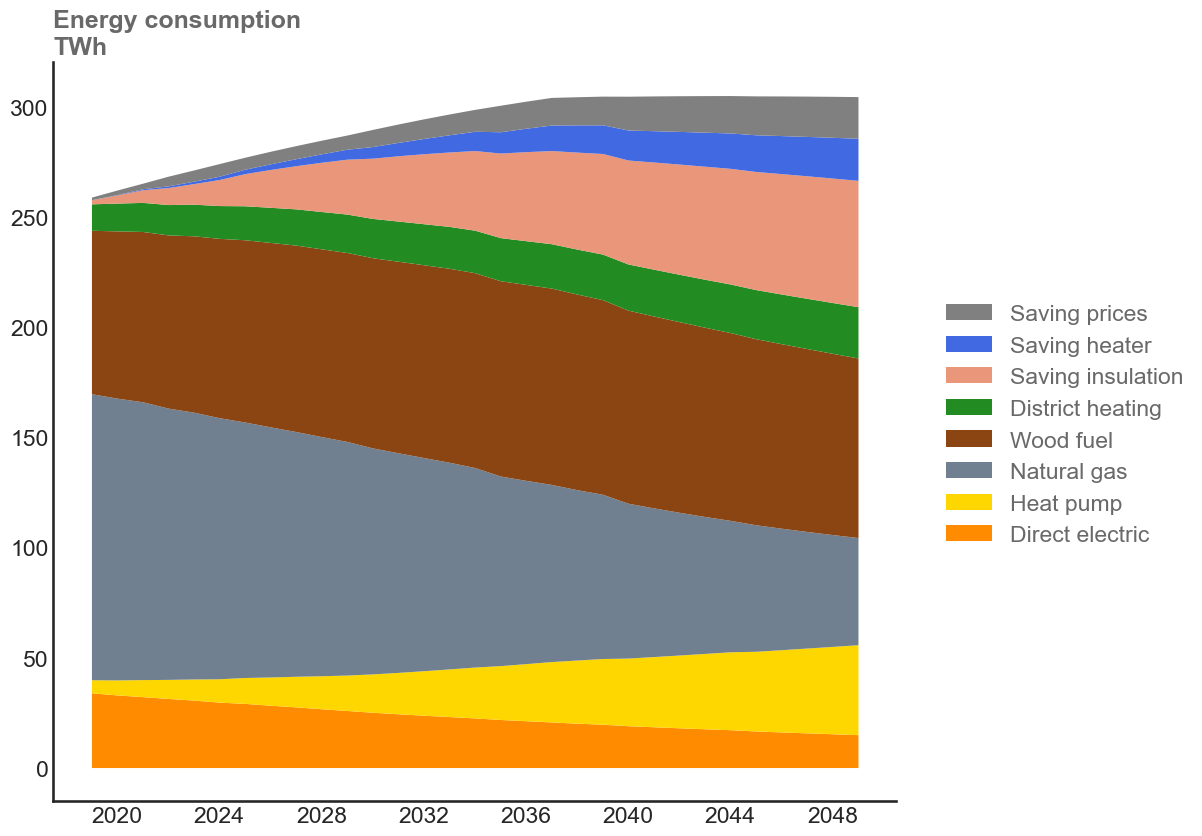 Energy consumption
TWh
300
250
200
150
100
50
0
2020 2024 2028 2032 2036 2040 2044 2048
Saving prices
Saving heater
Saving insulation
District heating
Wood fuel
Natural gas
Heat pump
Direct electric